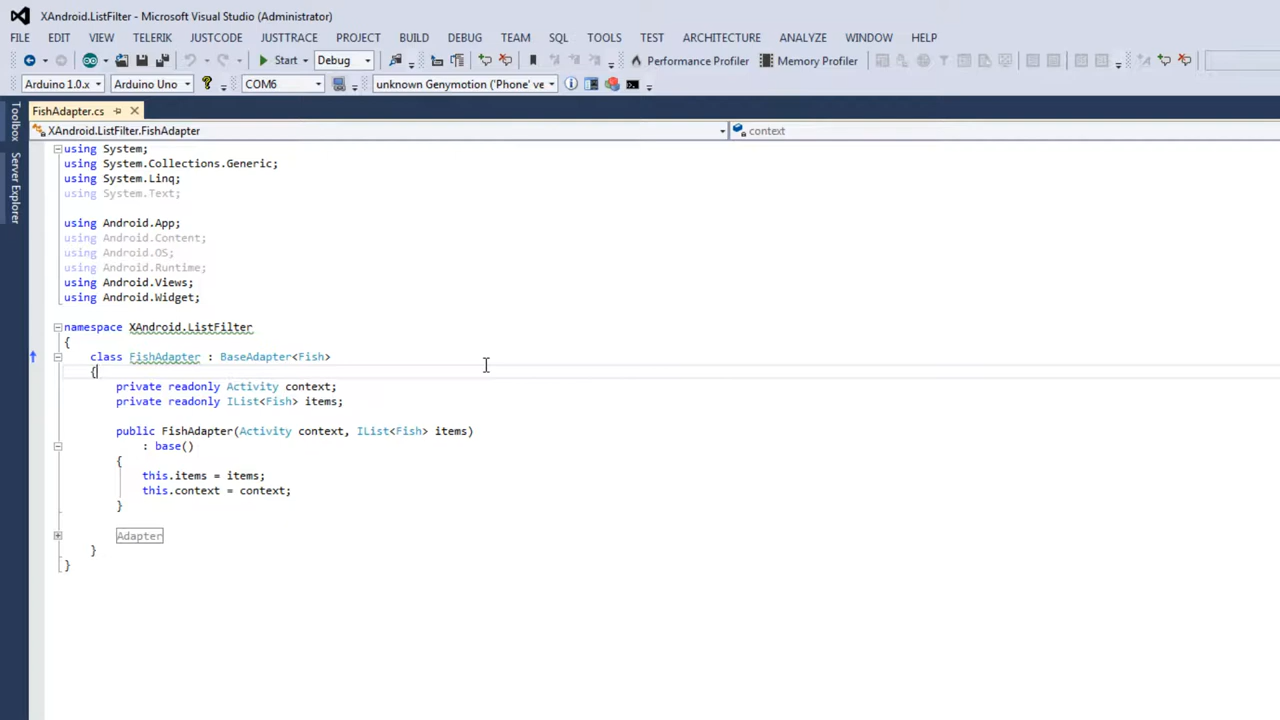 XAndroid.ListFilter - Microsoft Visual Studio (Administrator)
FILE EDIT VIEW TELERIK JUSTCODE JUSTTRACE PROJECT BUILD DEBUG TEAM SQL TOOLS TEST ARCHITECTURE ANALYZE WINDOW HELP
Start Debug Performance Profiler Memory Profiler
Arduino 1.0.x Arduino Uno COM6 unknown Genymotion ('Phone' ve
Toolbox
Server Explorer
FishAdapter.cs
XAndroid.ListFilter.FishAdapter context
using System;
using System.Collections.Generic;
using System.Linq;
using System.Text;
using Android.App;
using Android.Content;
using Android.OS;
using Android.Runtime;
using Android.Views;
using Android.Widget;
namespace XAndroid.ListFilter
{
class FishAdapter : BaseAdapter<Fish>
{
private readonly Activity context;
private readonly IList<Fish> items;
public FishAdapter(Activity context, IList<Fish> items)
: base()
{
this.items = items;
this.context = context;
}
Adapter
}
}